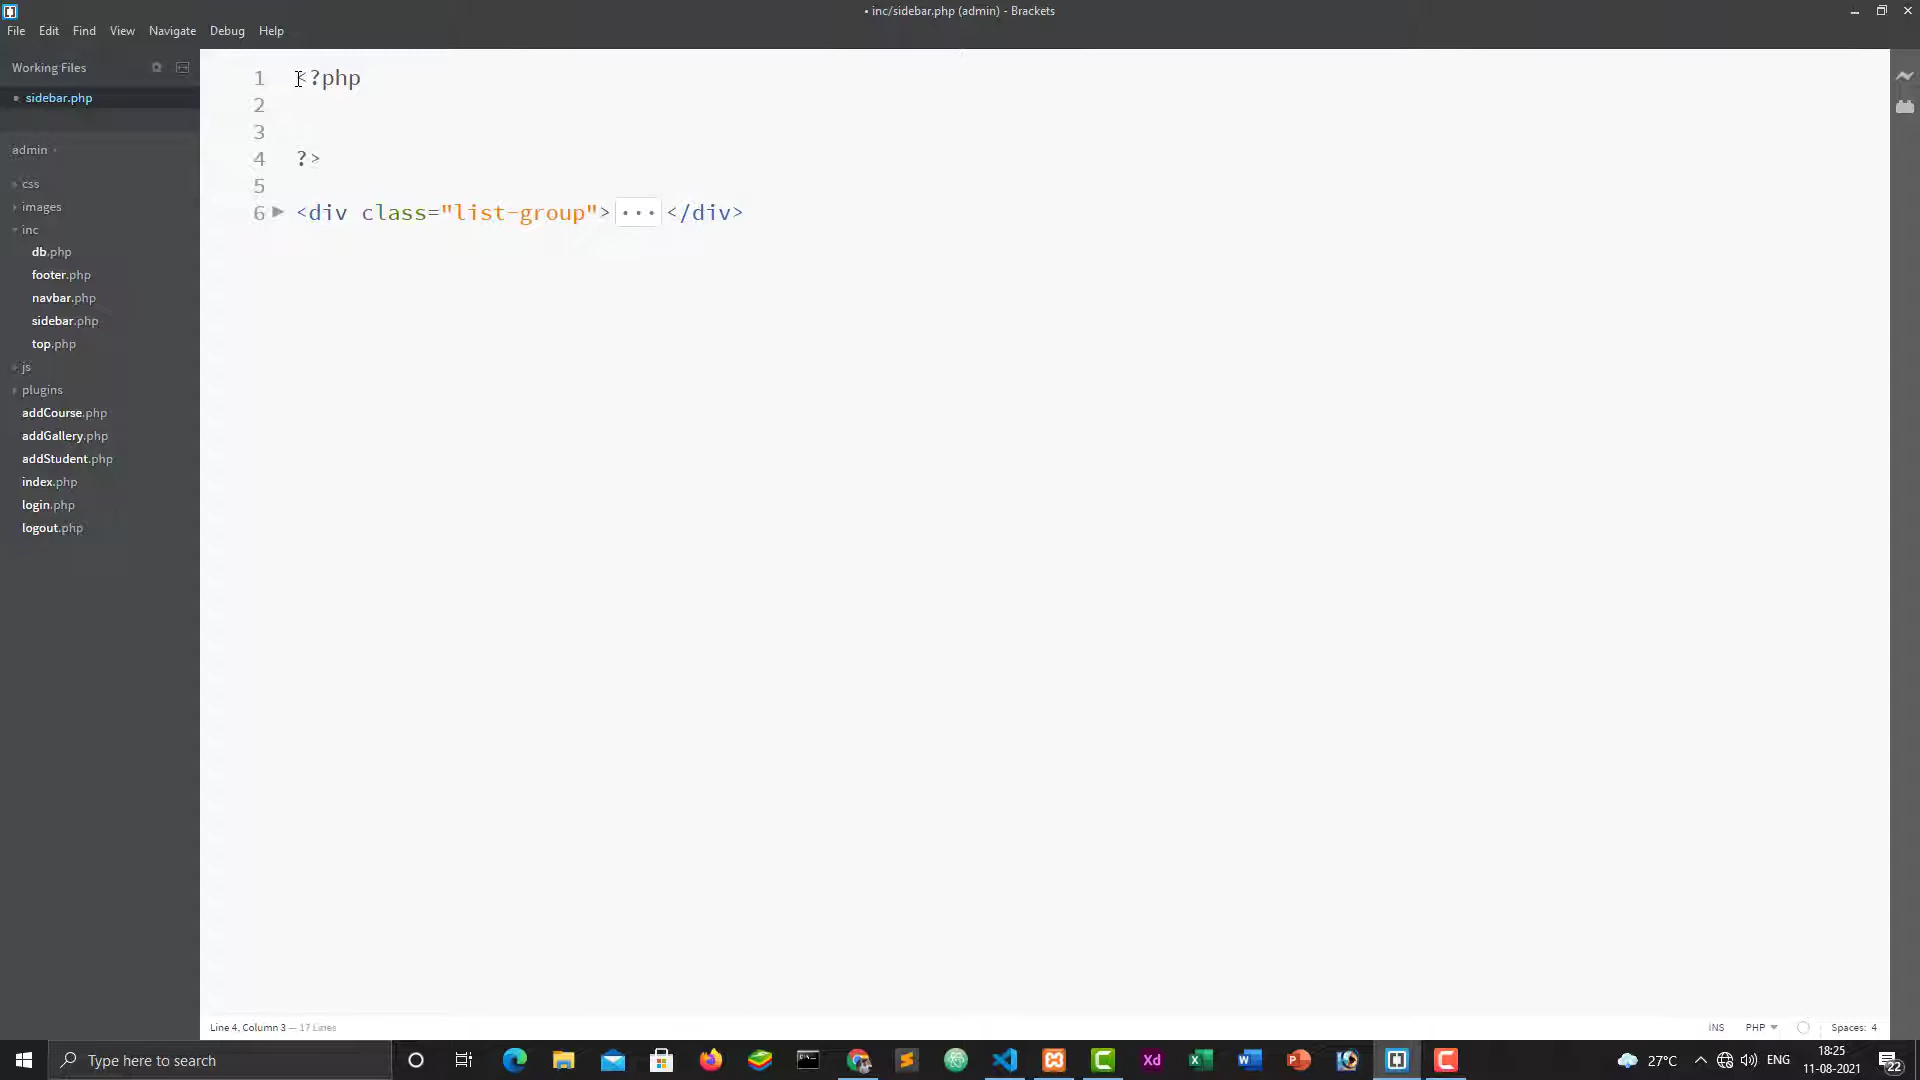 • inc/sidebar.php (admin) - Brackets
File Edit Find View Navigate Debug Help
Working Files
sidebar.php
admin
css
images
inc
db.php
footer.php
navbar.php
sidebar.php
top.php
js
plugins
addCourse.php
addGallery.php
addStudent.php
index.php
login.php
logout.php
1 <?php
2
3
4 ?>
5
6 <div class="list-group">···</div>
Line 4, Column 3 — 17 Lines
INS PHP Spaces: 4
Type here to search
Xd
27°C
ENG
18:25
11-08-2021
22